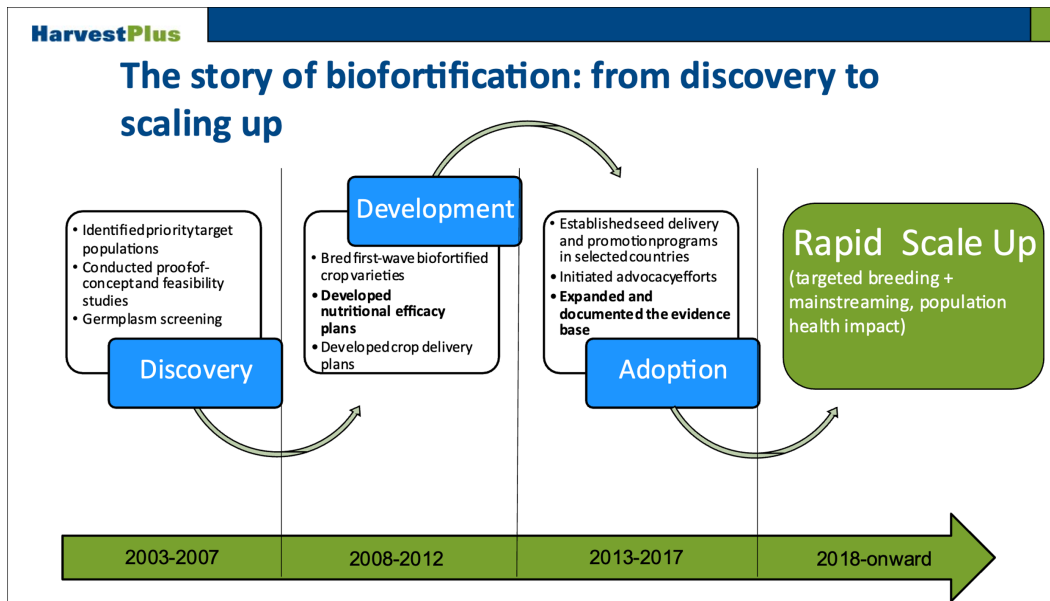 HarvestPlus
The story of biofortification: from discovery to
scaling up
• Identified priority target
populations
• Conducted proof of-
concept and feasibility
studies
• Germplasm screening
Discovery
Development
• Bred first-wave biofortified
crop varieties
• Developed
nutritional efficacy
plans
• Developed crop delivery
plans
• Established seed delivery
and promotion programs
in selected countries
• Initiated advocacy efforts
• Expanded and
documented the evidence
base
Adoption
Rapid Scale Up
(targeted breeding +
mainstreaming, population
health impact)
2003-2007
2008-2012
2013-2017
2018-onward